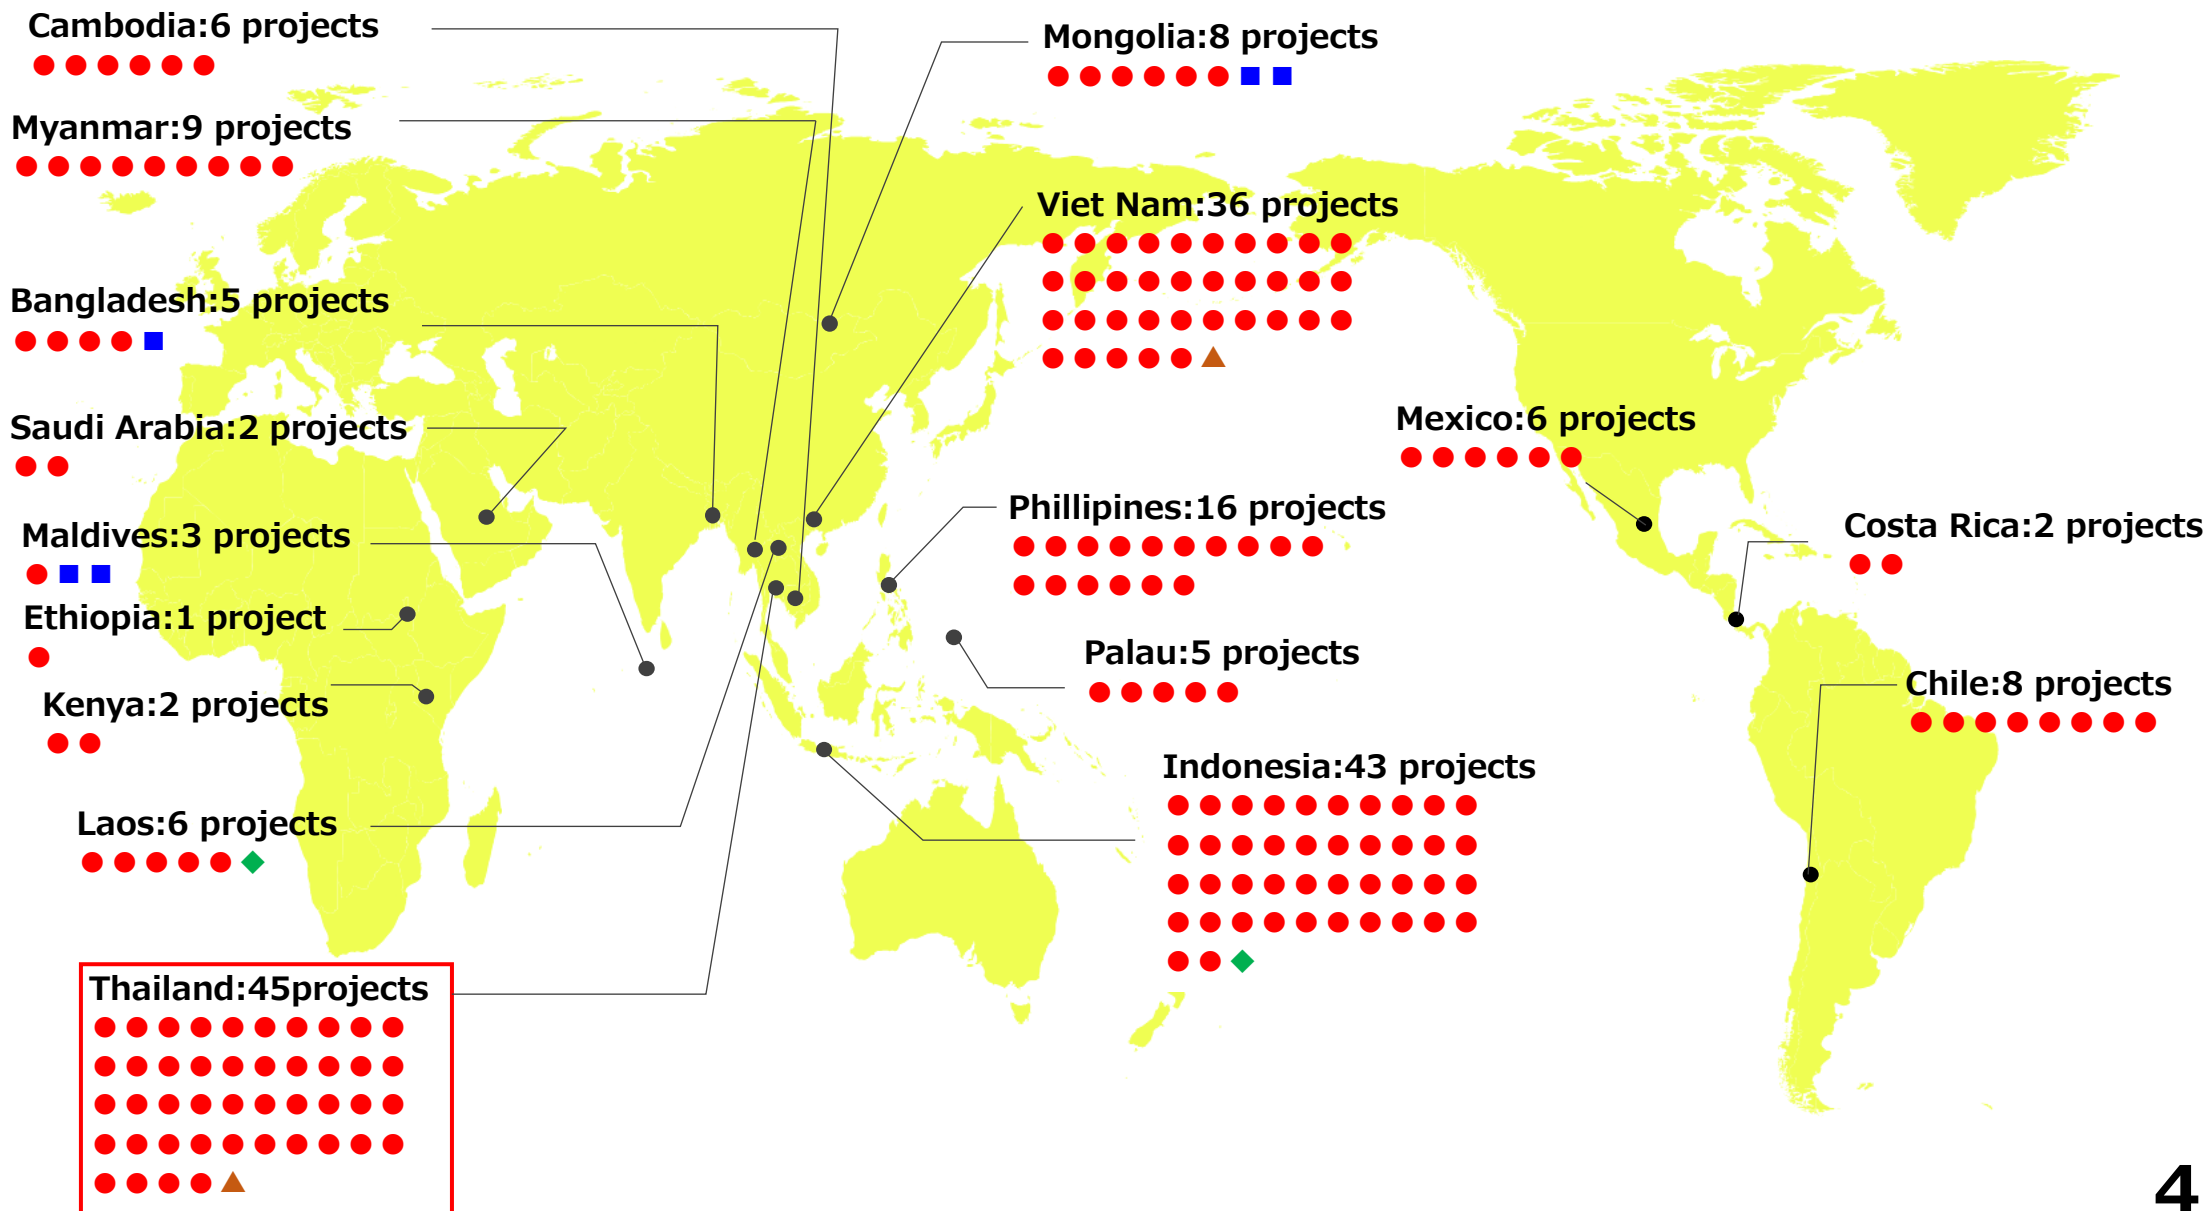 Cambodia:6 projects
Mongolia:8 projects
Myanmar:9 projects
Viet Nam:36 projects
Bangladesh:5 projects
Saudi Arabia:2 projects
Mexico:6 projects
Phillipines:16 projects
Costa Rica:2 projects
Maldives:3 projects
Ethiopia:1 project
Palau:5 projects
Kenya:2 projects
Chile:8 projects
Indonesia:43 projects
Laos:6 projects
Thailand:45projects
4